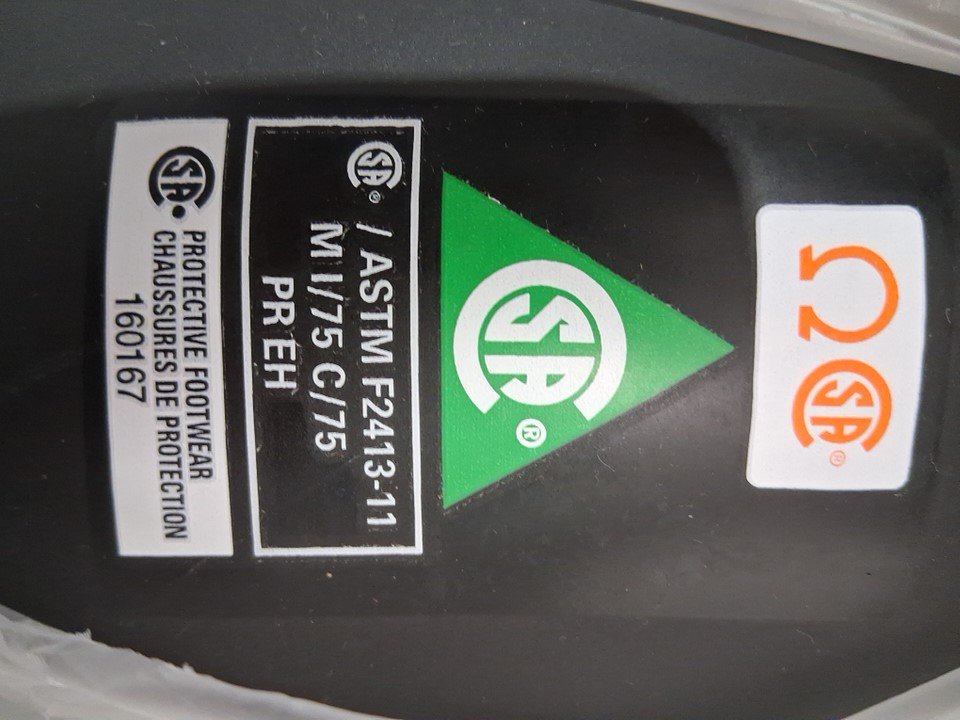 Ω CSA®
CSA®
CSA® / ASTM F2413-11
M I/75 C/75
PR EH
CSA • PROTECTIVE FOOTWEAR
CHAUSSURES DE PROTECTION
160167